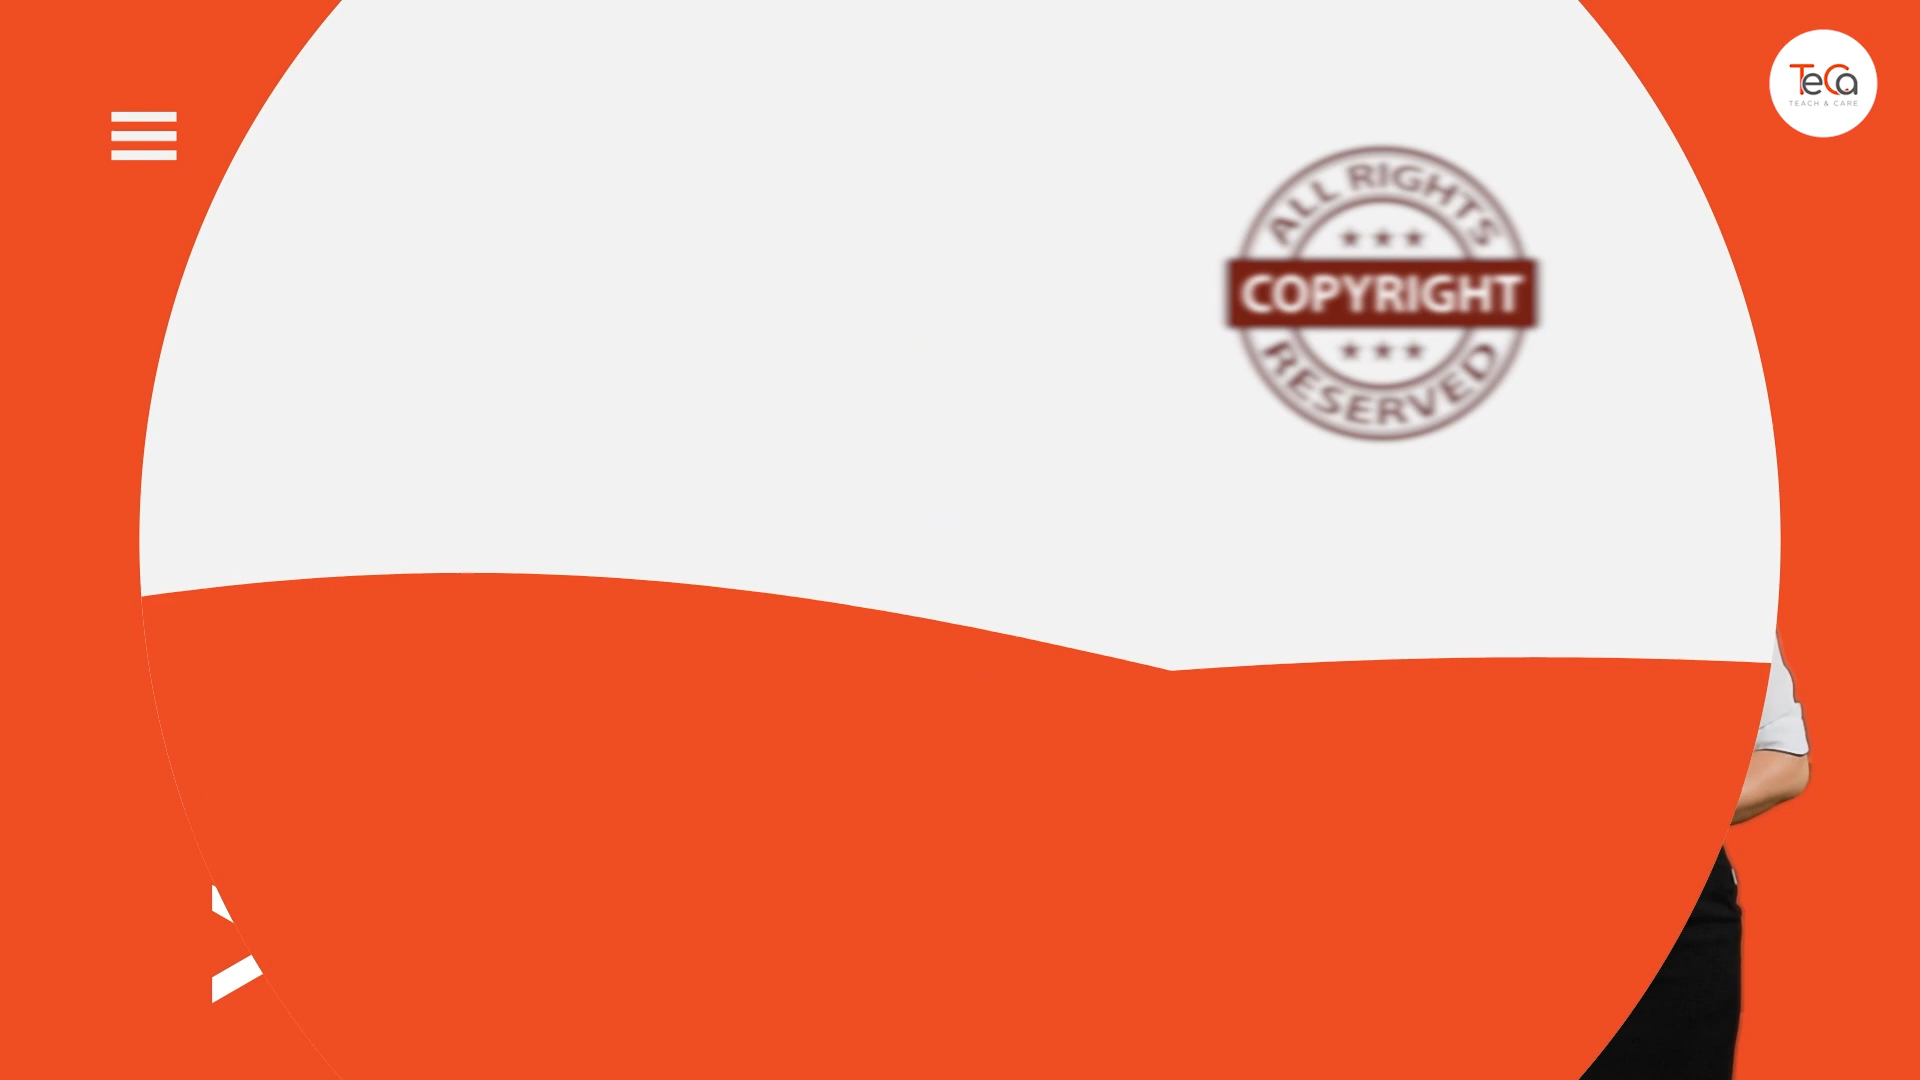 TeCa
TEACH & CARE
ALL RIGHTS
COPYRIGHT
RESERVED